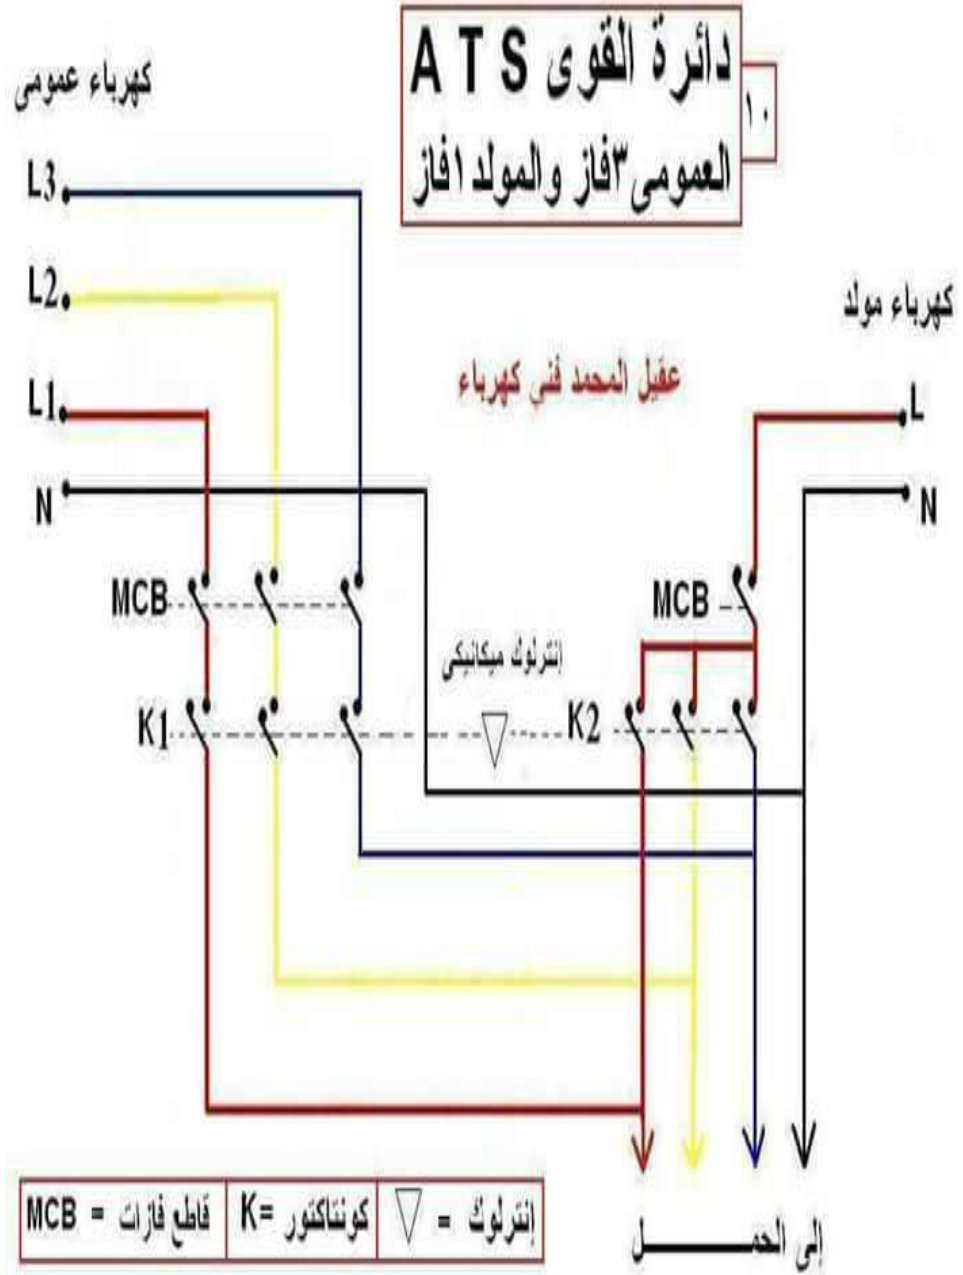 دائرة القوى A T S
العمومى ٣فاز والمولد ١فاز
١٠
كهرباء عمومى
L3
L2
L1
N
كهرباء مولد
L
N
عقيل المحمد فني كهرباء
MCB
MCB
إنترلوك ميكانيكى
K1
K2
إنترلوك = ▽
كونتاكتور =K
قاطع فازات = MCB
إلى الحمـــــــل